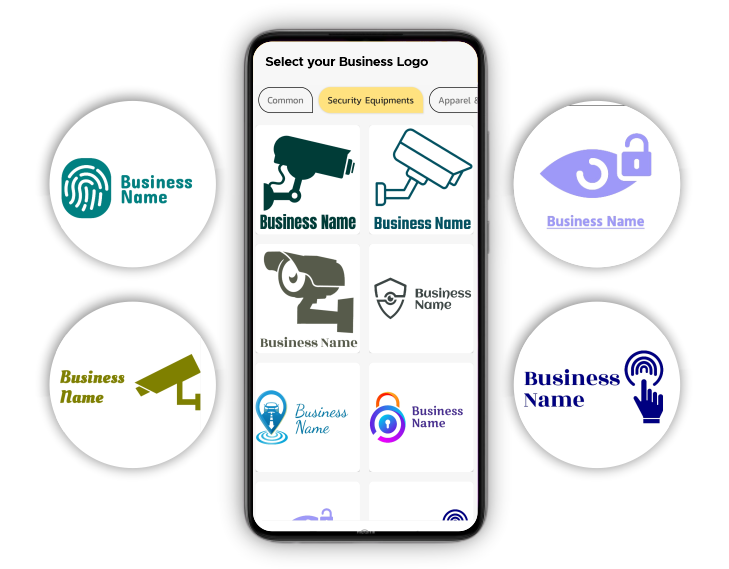 Select your Business Logo
Common
Security Equipments
Apparel &
Business Name
Business Name
Business Name
Business
Name
Business
Name
Business
Name
Business
Name
Business
Name
Business Name
Business
Name